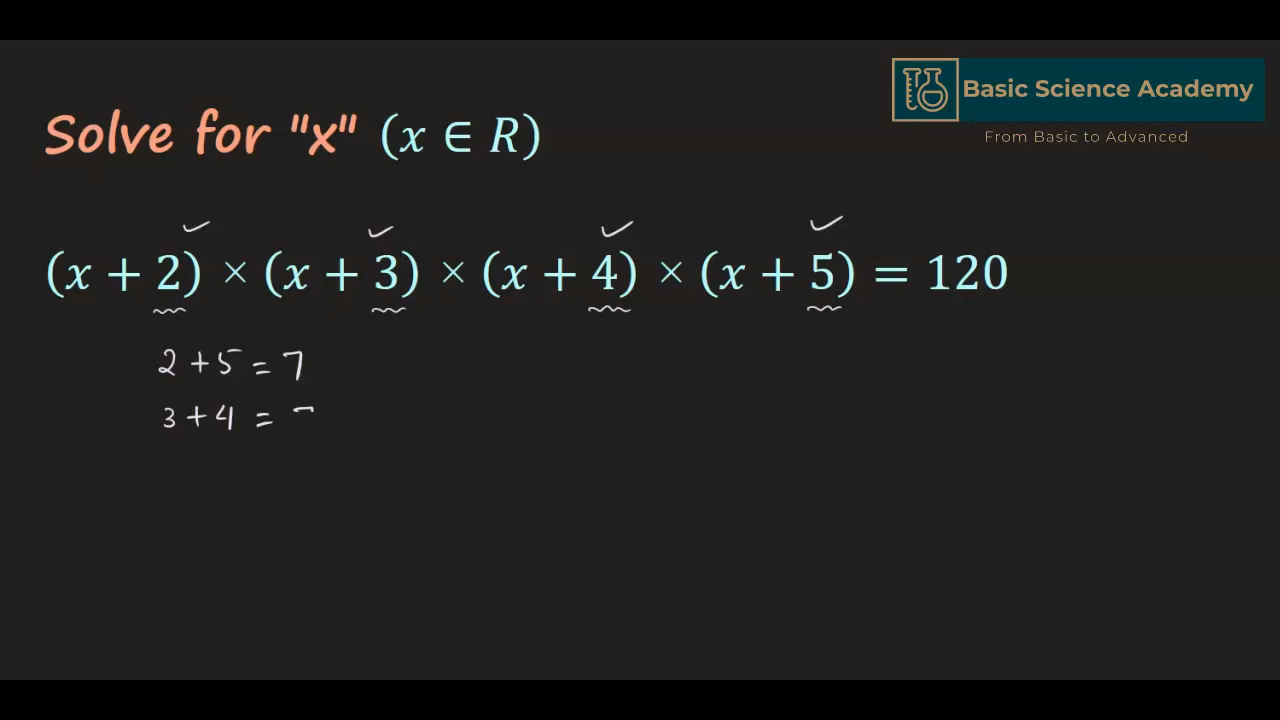 Basic Science Academy
From Basic to Advanced
Solve for "x" (x ∈ R)
(x + 2) × (x + 3) × (x + 4) × (x + 5) = 120
2 + 5 = 7
3 + 4 =